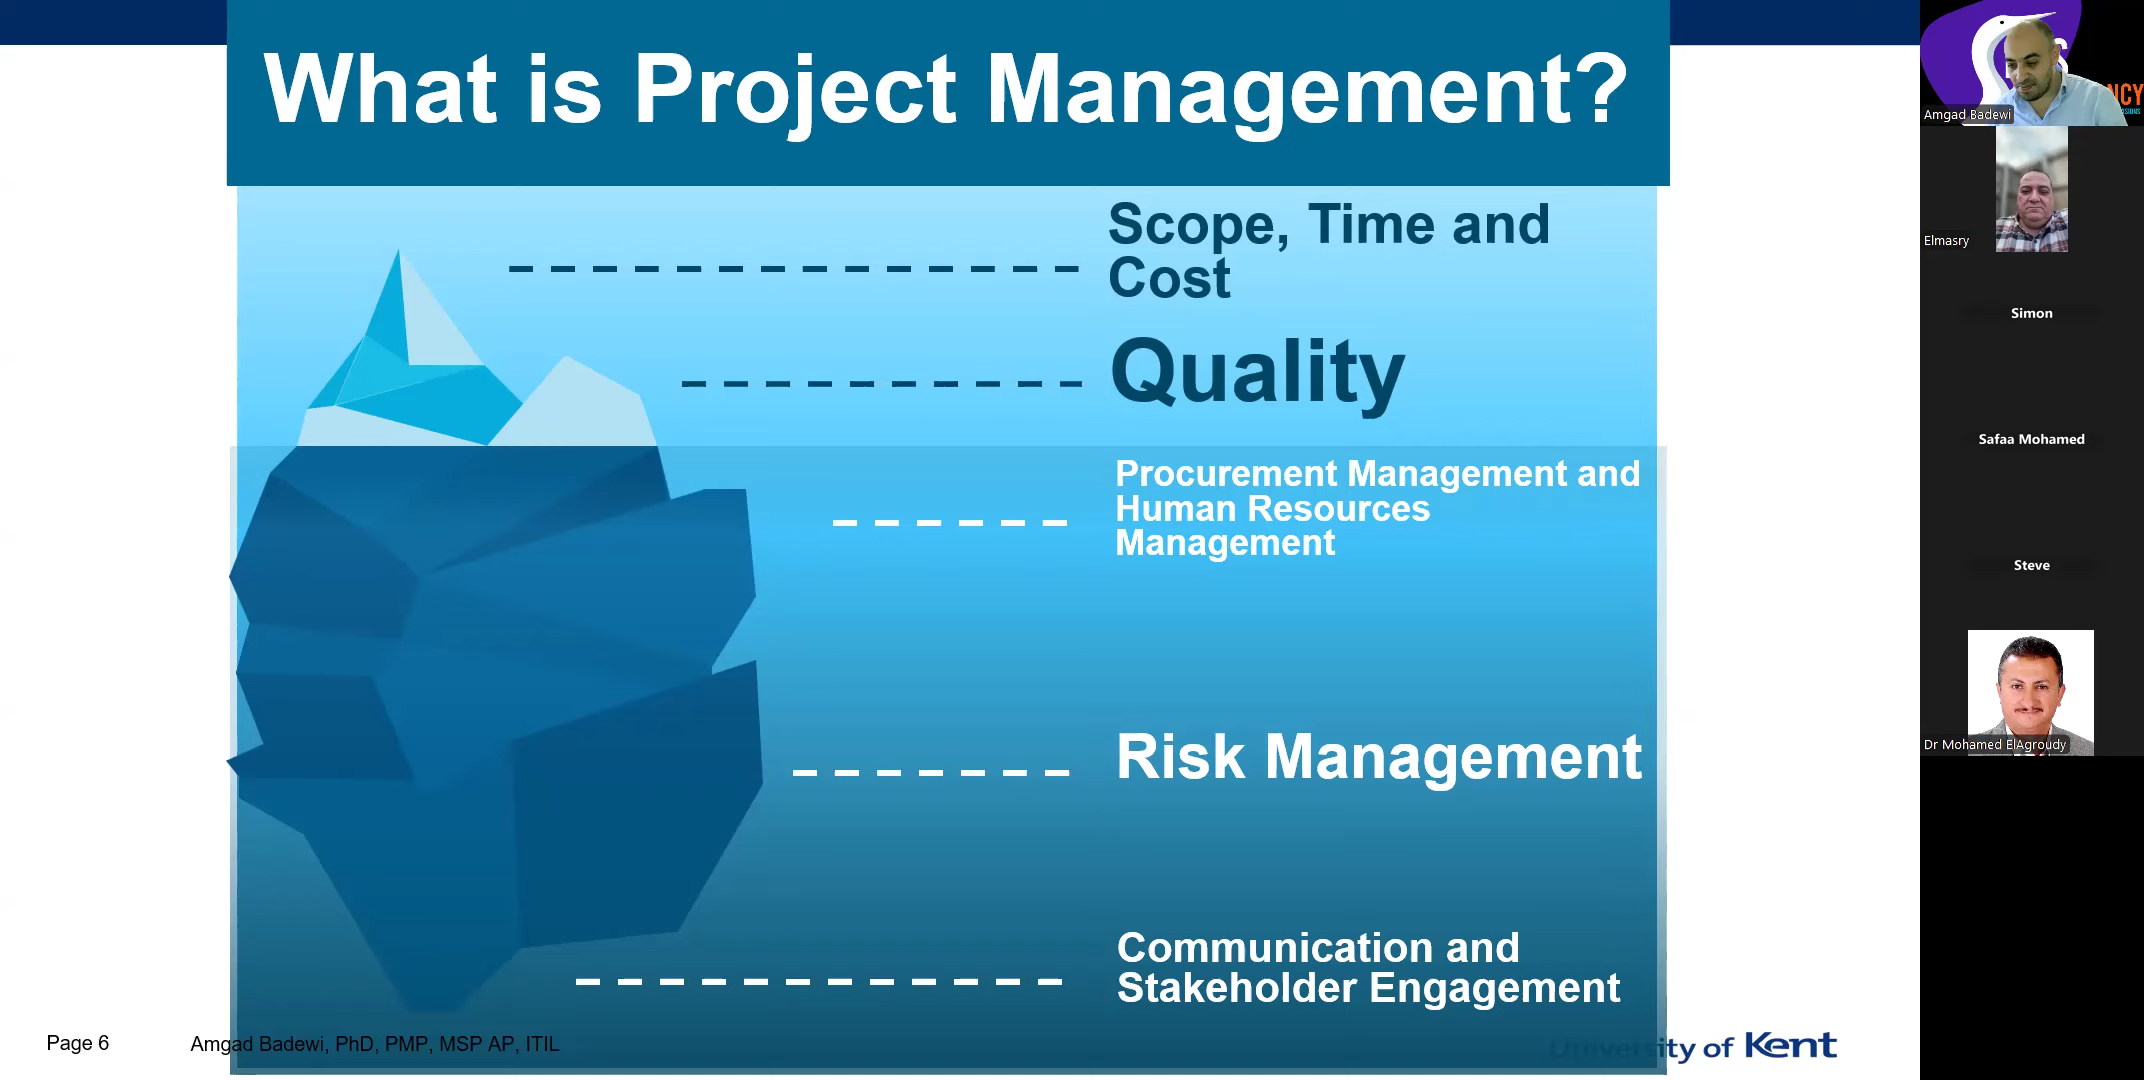 What is Project Management?
Scope, Time and
Cost
Quality
Procurement Management and
Human Resources
Management
Risk Management
Communication and
Stakeholder Engagement
Page 6
Amgad Badewi, PhD, PMP, MSP AP, ITIL
University of Kent
S
NCY
Amgad Badewi
Elmasry
Simon
Safaa Mohamed
Steve
Dr Mohamed ElAgroudy